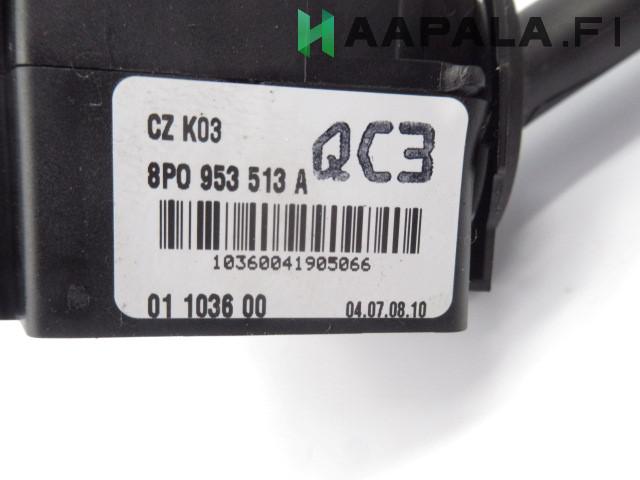 HAAPALA.FI
CZ K03
QC3
8P0 953 513 A
10360041905066
01 1036 00
04.07.08.10